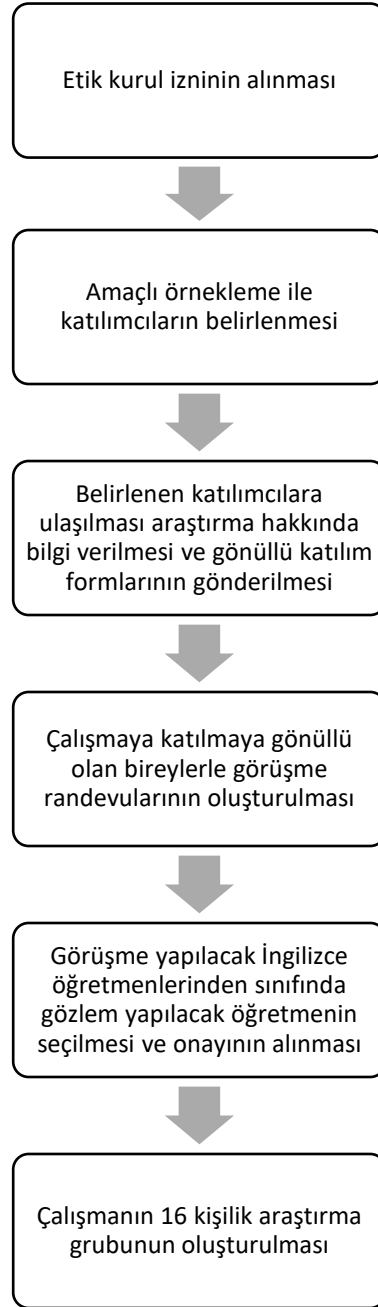 Etik kurul izninin alınması
Amaçlı örnekleme ile
katılımcıların belirlenmesi
Belirlenen katılımcılara
ulaşılması araştırma hakkında
bilgi verilmesi ve gönüllü katılım
formlarının gönderilmesi
Çalışmaya katılmaya gönüllü
olan bireylerle görüşme
randevularının oluşturulması
Görüşme yapılacak İngilizce
öğretmenlerinden sınıfında
gözlem yapılacak öğretmenin
seçilmesi ve onayının alınması
Çalışmanın 16 kişilik araştırma
grubunun oluşturulması